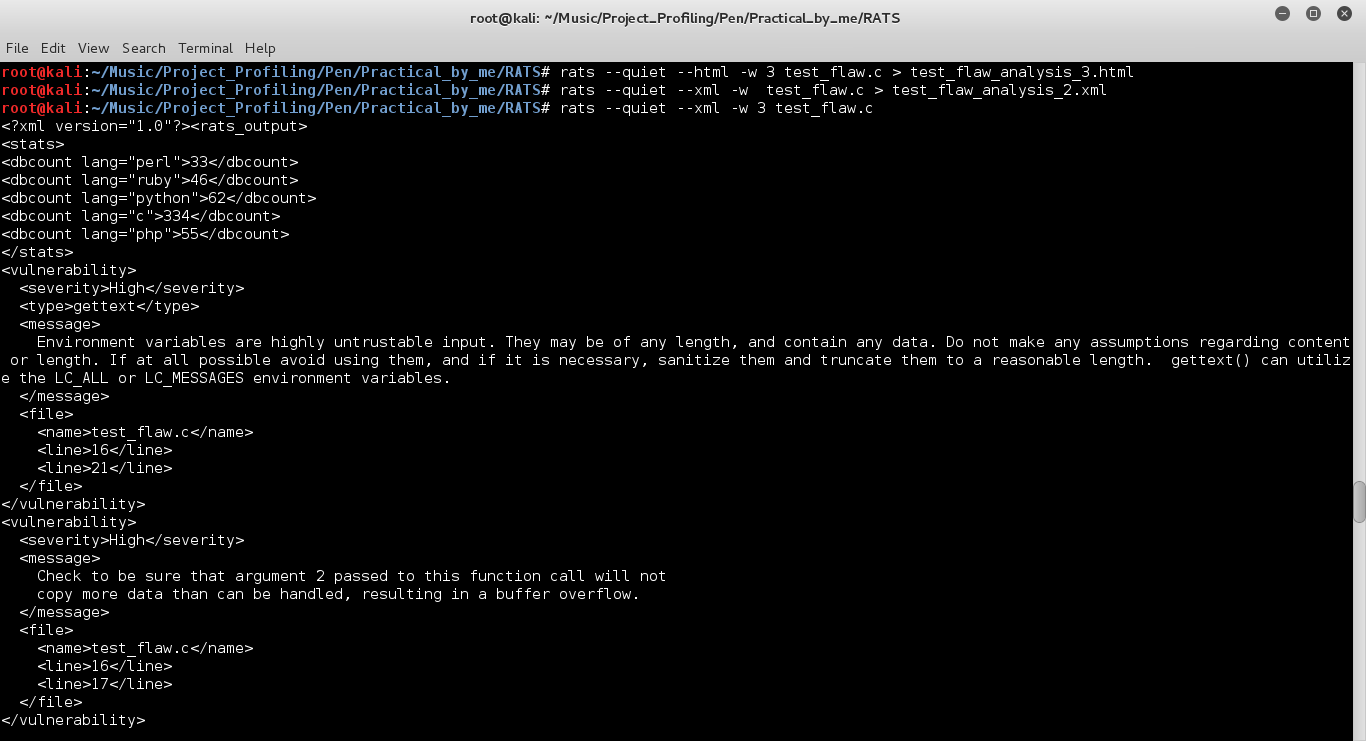 root@kali: ~/Music/Project_Profiling/Pen/Practical_by_me/RATS
File Edit View Search Terminal Help
root@kali:~/Music/Project_Profiling/Pen/Practical_by_me/RATS# rats --quiet --html -w 3 test_flaw.c > test_flaw_analysis_3.html
root@kali:~/Music/Project_Profiling/Pen/Practical_by_me/RATS# rats --quiet --xml -w  test_flaw.c > test_flaw_analysis_2.xml
root@kali:~/Music/Project_Profiling/Pen/Practical_by_me/RATS# rats --quiet --xml -w 3 test_flaw.c
<?xml version="1.0"?><rats_output>
<stats>
<dbcount lang="perl">33</dbcount>
<dbcount lang="ruby">46</dbcount>
<dbcount lang="python">62</dbcount>
<dbcount lang="c">334</dbcount>
<dbcount lang="php">55</dbcount>
</stats>
<vulnerability>
  <severity>High</severity>
  <type>gettext</type>
  <message>
    Environment variables are highly untrustable input. They may be of any length, and contain any data. Do not make any assumptions regarding content
 or length. If at all possible avoid using them, and if it is necessary, sanitize them and truncate them to a reasonable length.  gettext() can utiliz
e the LC_ALL or LC_MESSAGES environment variables.
  </message>
  <file>
    <name>test_flaw.c</name>
    <line>16</line>
    <line>21</line>
  </file>
</vulnerability>
<vulnerability>
  <severity>High</severity>
  <message>
    Check to be sure that argument 2 passed to this function call will not
    copy more data than can be handled, resulting in a buffer overflow.
  </message>
  <file>
    <name>test_flaw.c</name>
    <line>16</line>
    <line>17</line>
  </file>
</vulnerability>